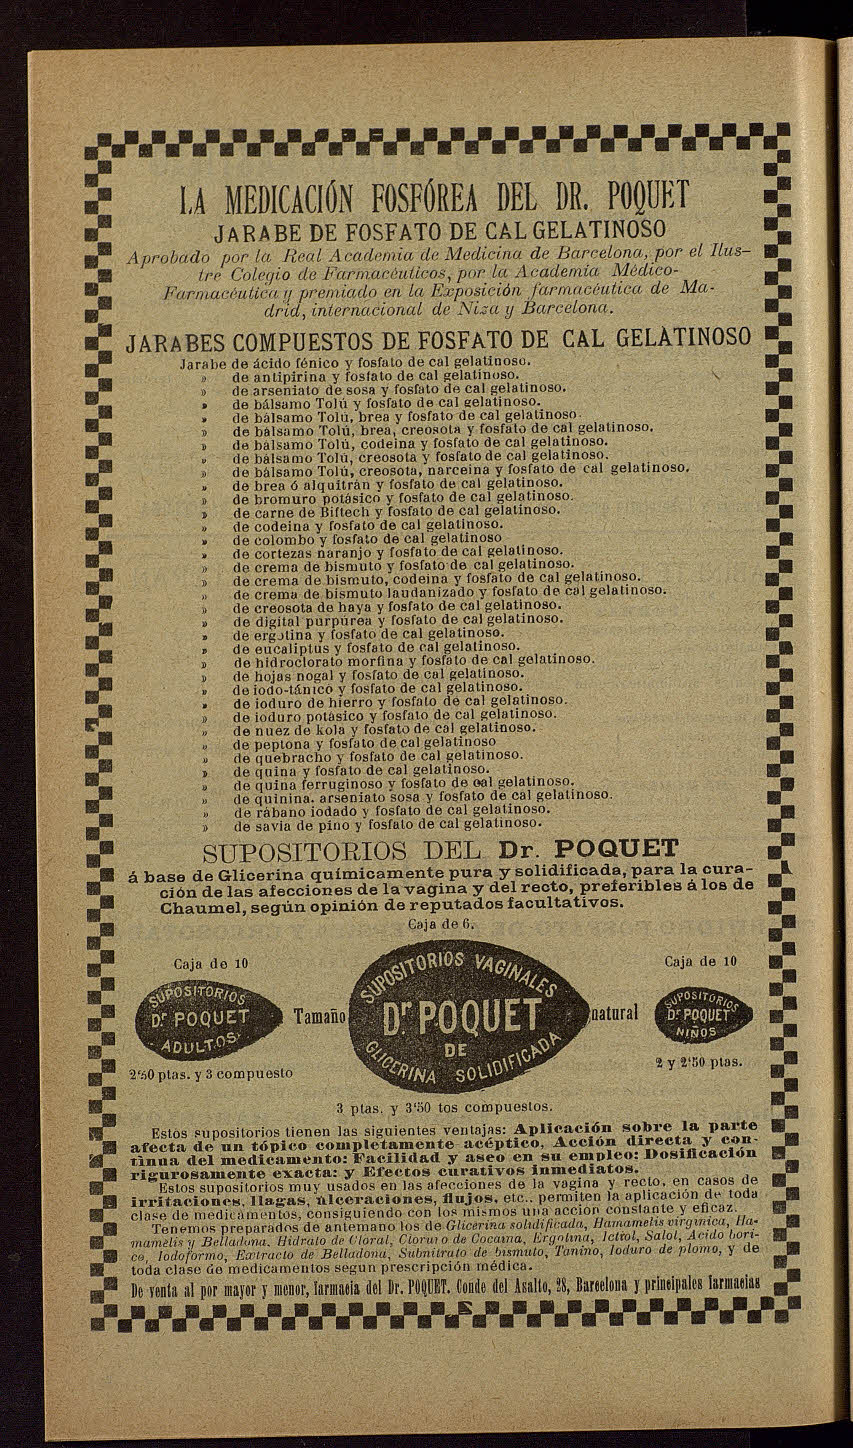 LA MEDICACIÓN FOSFÓREA DEL DR. POQUET
JARABE DE FOSFATO DE CAL GELATINOSO
Aprobado por la Real Academia de Medicina de Barcelona, por el Ilus-
tre Colegio de Farmacéuticos, por la Academia Médico-
Farmacéutica y premiado en la Exposición farmacéutica de Ma-
drid, internacional de Niza y Barcelona.
JARABES COMPUESTOS DE FOSFATO DE CAL GELATINOSO
Jarabe de ácido fénico y fosfato de cal gelatinoso.
» de antipirina y fosfato de cal gelatinoso.
» de arseniato de sosa y fosfato de cal gelatinoso.
» de bálsamo Tolú y fosfato de cal gelatinoso.
» de bálsamo Tolú, brea y fosfato de cal gelatinoso.
» de bálsamo Tolú, brea, creosota y fosfato de cal gelatinoso.
» de bálsamo Tolú, codeina y fosfato de cal gelatinoso.
» de bálsamo Tolú, creosota y fosfato de cal gelatinoso.
» de bálsamo Tolú, creosota, narceina y fosfato de cal gelatinoso.
» de brea ó alquitrán y fosfato de cal gelatinoso.
» de bromuro potásico y fosfato de cal gelatinoso.
» de carne de Biftech y fosfato de cal gelatinoso.
» de codeina y fosfato de cal gelatinoso.
» de colombo y fosfato de cal gelatinoso
» de cortezas naranjo y fosfato de cal gelatinoso.
» de crema de bismuto y fosfato de cal gelatinoso.
» de crema de bismuto, codeina y fosfato de cal gelatinoso.
» de crema de bismuto laudanizado y fosfato de cal gelatinoso.
» de creosota de haya y fosfato de cal gelatinoso.
» de digital purpúrea y fosfato de cal gelatinoso.
» de ergotina y fosfato de cal gelatinoso.
» de eucaliptus y fosfato de cal gelatinoso.
» de hidroclorato morfina y fosfato de cal gelatinoso.
» de hojas nogal y fosfato de cal gelatinoso.
» de iodo-tánico y fosfato de cal gelatinoso.
» de ioduro de hierro y fosfato de cal gelatinoso.
» de ioduro potásico y fosfato de cal gelatinoso.
» de nuez de kola y fosfato de cal gelatinoso.
» de peptona y fosfato de cal gelatinoso
» de quebracho y fosfato de cal gelatinoso.
» de quina y fosfato de cal gelatinoso.
» de quina ferruginoso y fosfato de cal gelatinoso.
» de quinina. arseniato sosa y fosfato de cal gelatinoso.
» de rábano iodado y fosfato de cal gelatinoso.
» de savia de pino y fosfato de cal gelatinoso.
SUPOSITORIOS DEL Dr. POQUET
á base de Glicerina químicamente pura y solidificada, para la cura-
ción de las afecciones de la vagina y del recto, preferibles á los de
Chaumel, según opinión de reputados facultativos.
Caja de 6.
Caja de 10
SUPOSITORIOS
Dr POQUET
ADULTOS
2'50 ptas. y 3 compuesto
Tamaño
SUPOSITORIOS VAGINALES
Dr POQUET
DE
GLICERINA SOLIDIFICADA
natural
Caja de 10
SUPOSITORIOS
Dr POQUET
NIÑOS
2 y 2'50 ptas.
3 ptas. y 3'50 tos compuestos.
Estos supositorios tienen las siguientes ventajas: Aplicación sobre la parte
afecta de un tópico completamente acéptico, Acción directa y con-
tinua del medicamento: Facilidad y aseo en su empleo: Dosificación
rigurosamente exacta: y Efectos curativos inmediatos.
Estos supositorios muy usados en las afecciones de la vagina y recto, en casos de
irritaciones, llagas, ulceraciones, flujos, etc., permiten la aplicación de toda
clase de medicamentos, consiguiendo con los mismos una acción constante y eficaz.
Tenemos preparados de antemano los de Glicerina solidificada, Hamamelis virginica, Ha-
mamelis y Belladona, Hidrato de Cloral, Cloruro de Cocaina, Ergotina, Ictiol, Salol, Acido bóri-
co, Iodoformo, Extracto de Belladona, Subnitrato de bismuto, Tanino, Ioduro de plomo, y de
toda clase de medicamentos segun prescripción médica.
De venta al por mayor y menor, farmacia del Dr. POQUET. Conde del Asalto, 28, Barcelona y principales farmacias